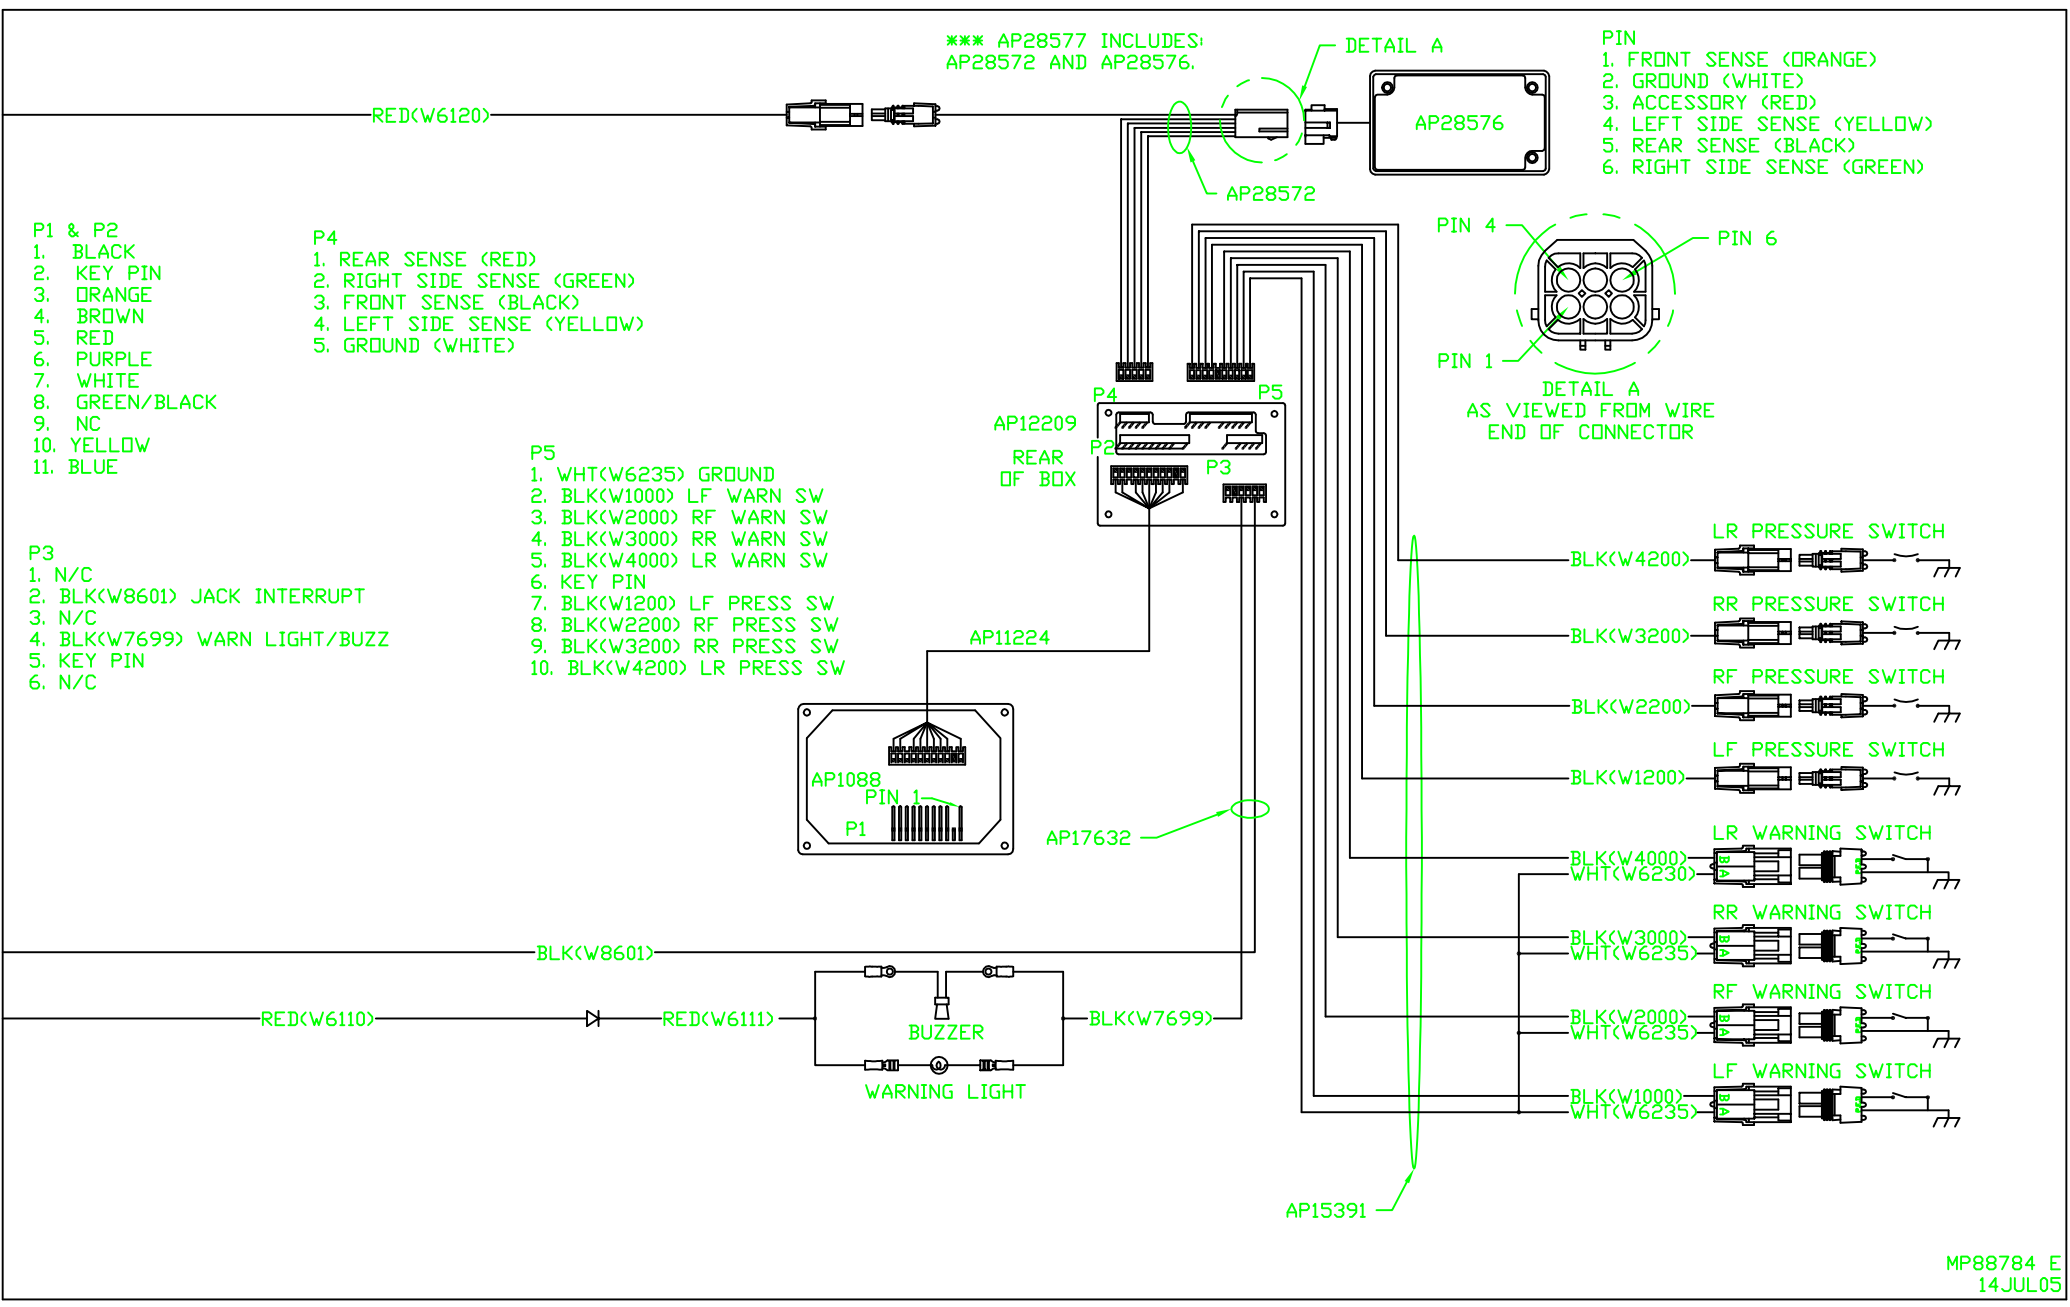 *** AP28577 INCLUDES:
AP28572 AND AP28576.
DETAIL A
PIN
1. FRONT SENSE (ORANGE)
2. GROUND (WHITE)
3. ACCESSORY (RED)
4. LEFT SIDE SENSE (YELLOW)
5. REAR SENSE (BLACK)
6. RIGHT SIDE SENSE (GREEN)
RED(W6120)
AP28576
AP28572
P1 & P2
1. BLACK
2. KEY PIN
3. ORANGE
4. BROWN
5. RED
6. PURPLE
7. WHITE
8. GREEN/BLACK
9. NC
10. YELLOW
11. BLUE
P4
1. REAR SENSE (RED)
2. RIGHT SIDE SENSE (GREEN)
3. FRONT SENSE (BLACK)
4. LEFT SIDE SENSE (YELLOW)
5. GROUND (WHITE)
PIN 4
PIN 6
PIN 1
DETAIL A
AS VIEWED FROM WIRE
END OF CONNECTOR
P4
P5
AP12209
P2
REAR
OF BOX
P3
P5
1. WHT(W6235) GROUND
2. BLK(W1000) LF WARN SW
3. BLK(W2000) RF WARN SW
4. BLK(W3000) RR WARN SW
5. BLK(W4000) LR WARN SW
6. KEY PIN
7. BLK(W1200) LF PRESS SW
8. BLK(W2200) RF PRESS SW
9. BLK(W3200) RR PRESS SW
10. BLK(W4200) LR PRESS SW
P3
1. N/C
2. BLK(W8601) JACK INTERRUPT
3. N/C
4. BLK(W7699) WARN LIGHT/BUZZ
5. KEY PIN
6. N/C
AP11224
AP1088
PIN 1
P1
AP17632
LR PRESSURE SWITCH
BLK(W4200)
RR PRESSURE SWITCH
BLK(W3200)
RF PRESSURE SWITCH
BLK(W2200)
LF PRESSURE SWITCH
BLK(W1200)
LR WARNING SWITCH
BLK(W4000)
WHT(W6230)
B
A
RR WARNING SWITCH
BLK(W3000)
WHT(W6235)
B
A
RF WARNING SWITCH
BLK(W2000)
WHT(W6235)
B
A
LF WARNING SWITCH
BLK(W1000)
WHT(W6235)
B
A
BLK(W8601)
RED(W6110)
RED(W6111)
BUZZER
BLK(W7699)
WARNING LIGHT
AP15391
MP88784 E
14JUL05